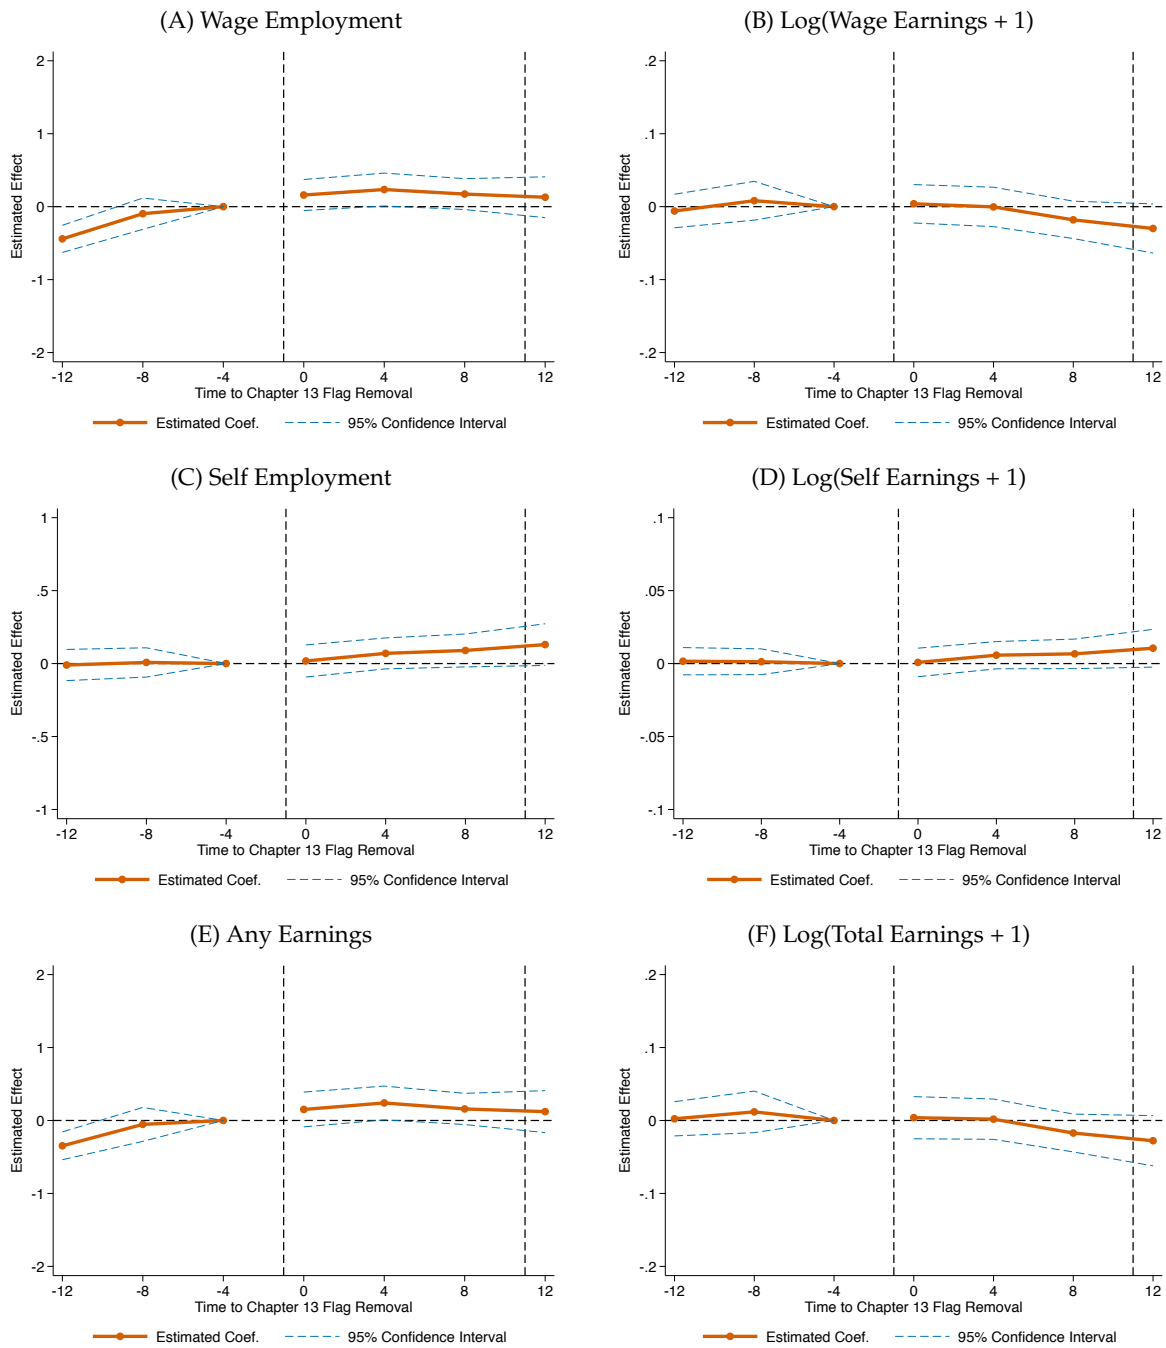 (A) Wage Employment
2
1
0
-1
-2
Estimated Effect
-12 -8 -4 0 4 8 12
Time to Chapter 13 Flag Removal
Estimated Coef. 95% Confidence Interval
(B) Log(Wage Earnings + 1)
.2
.1
0
-.1
-.2
Estimated Effect
-12 -8 -4 0 4 8 12
Time to Chapter 13 Flag Removal
Estimated Coef. 95% Confidence Interval
(C) Self Employment
1
.5
0
-.5
-1
Estimated Effect
-12 -8 -4 0 4 8 12
Time to Chapter 13 Flag Removal
Estimated Coef. 95% Confidence Interval
(D) Log(Self Earnings + 1)
.1
.05
0
-.05
-.1
Estimated Effect
-12 -8 -4 0 4 8 12
Time to Chapter 13 Flag Removal
Estimated Coef. 95% Confidence Interval
(E) Any Earnings
2
1
0
-1
-2
Estimated Effect
-12 -8 -4 0 4 8 12
Time to Chapter 13 Flag Removal
Estimated Coef. 95% Confidence Interval
(F) Log(Total Earnings + 1)
.2
.1
0
-.1
-.2
Estimated Effect
-12 -8 -4 0 4 8 12
Time to Chapter 13 Flag Removal
Estimated Coef. 95% Confidence Interval